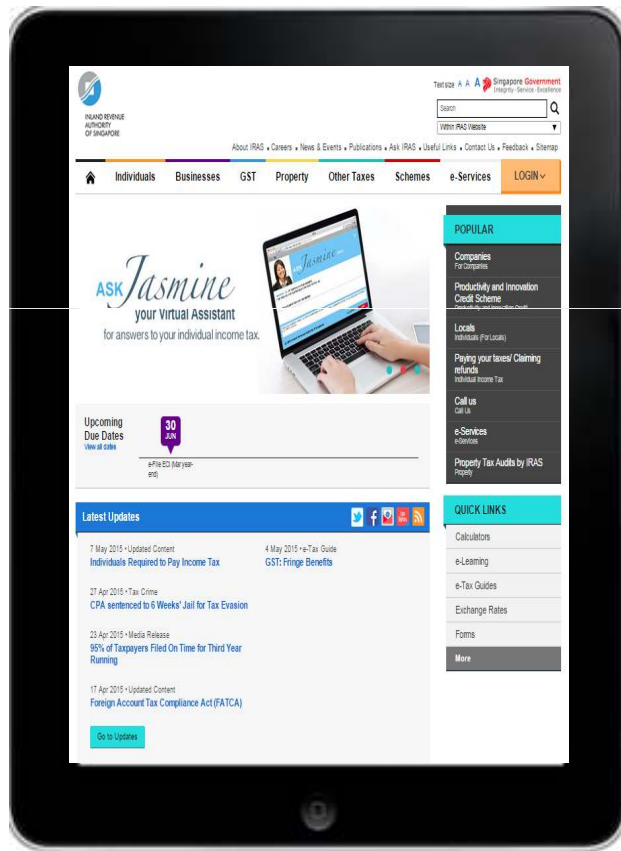 Text size A A A
Singapore Government
Integrity · Service · Excellence
INLAND REVENUE
AUTHORITY
OF SINGAPORE
Search
Within IRAS Website
About IRAS • Careers • News & Events • Publications • Ask IRAS • Useful Links • Contact Us • Feedback • Sitemap
Individuals Businesses GST Property Other Taxes Schemes e-Services LOGIN
ASK Jasmine
your Virtual Assistant
for answers to your individual income tax.
Jasmine
POPULAR
Companies
For Companies
Productivity and Innovation
Credit Scheme
Productivity and Innovation Credit
Locals
Individuals (For Locals)
Paying your taxes/ Claiming
refunds
Individual Income Tax
Call us
Call Us
e-Services
e-Services
Property Tax Audits by IRAS
Property
Upcoming
Due Dates
View all dates
30
JUN
e-File ECI (Mar year-
end)
Latest Updates
7 May 2015 • Updated Content
Individuals Required to Pay Income Tax
4 May 2015 • e-Tax Guide
GST: Fringe Benefits
27 Apr 2015 • Tax Crime
CPA sentenced to 6 Weeks' Jail for Tax Evasion
23 Apr 2015 • Media Release
95% of Taxpayers Filed On Time for Third Year
Running
17 Apr 2015 • Updated Content
Foreign Account Tax Compliance Act (FATCA)
Go to Updates
QUICK LINKS
Calculators
e-Learning
e-Tax Guides
Exchange Rates
Forms
More